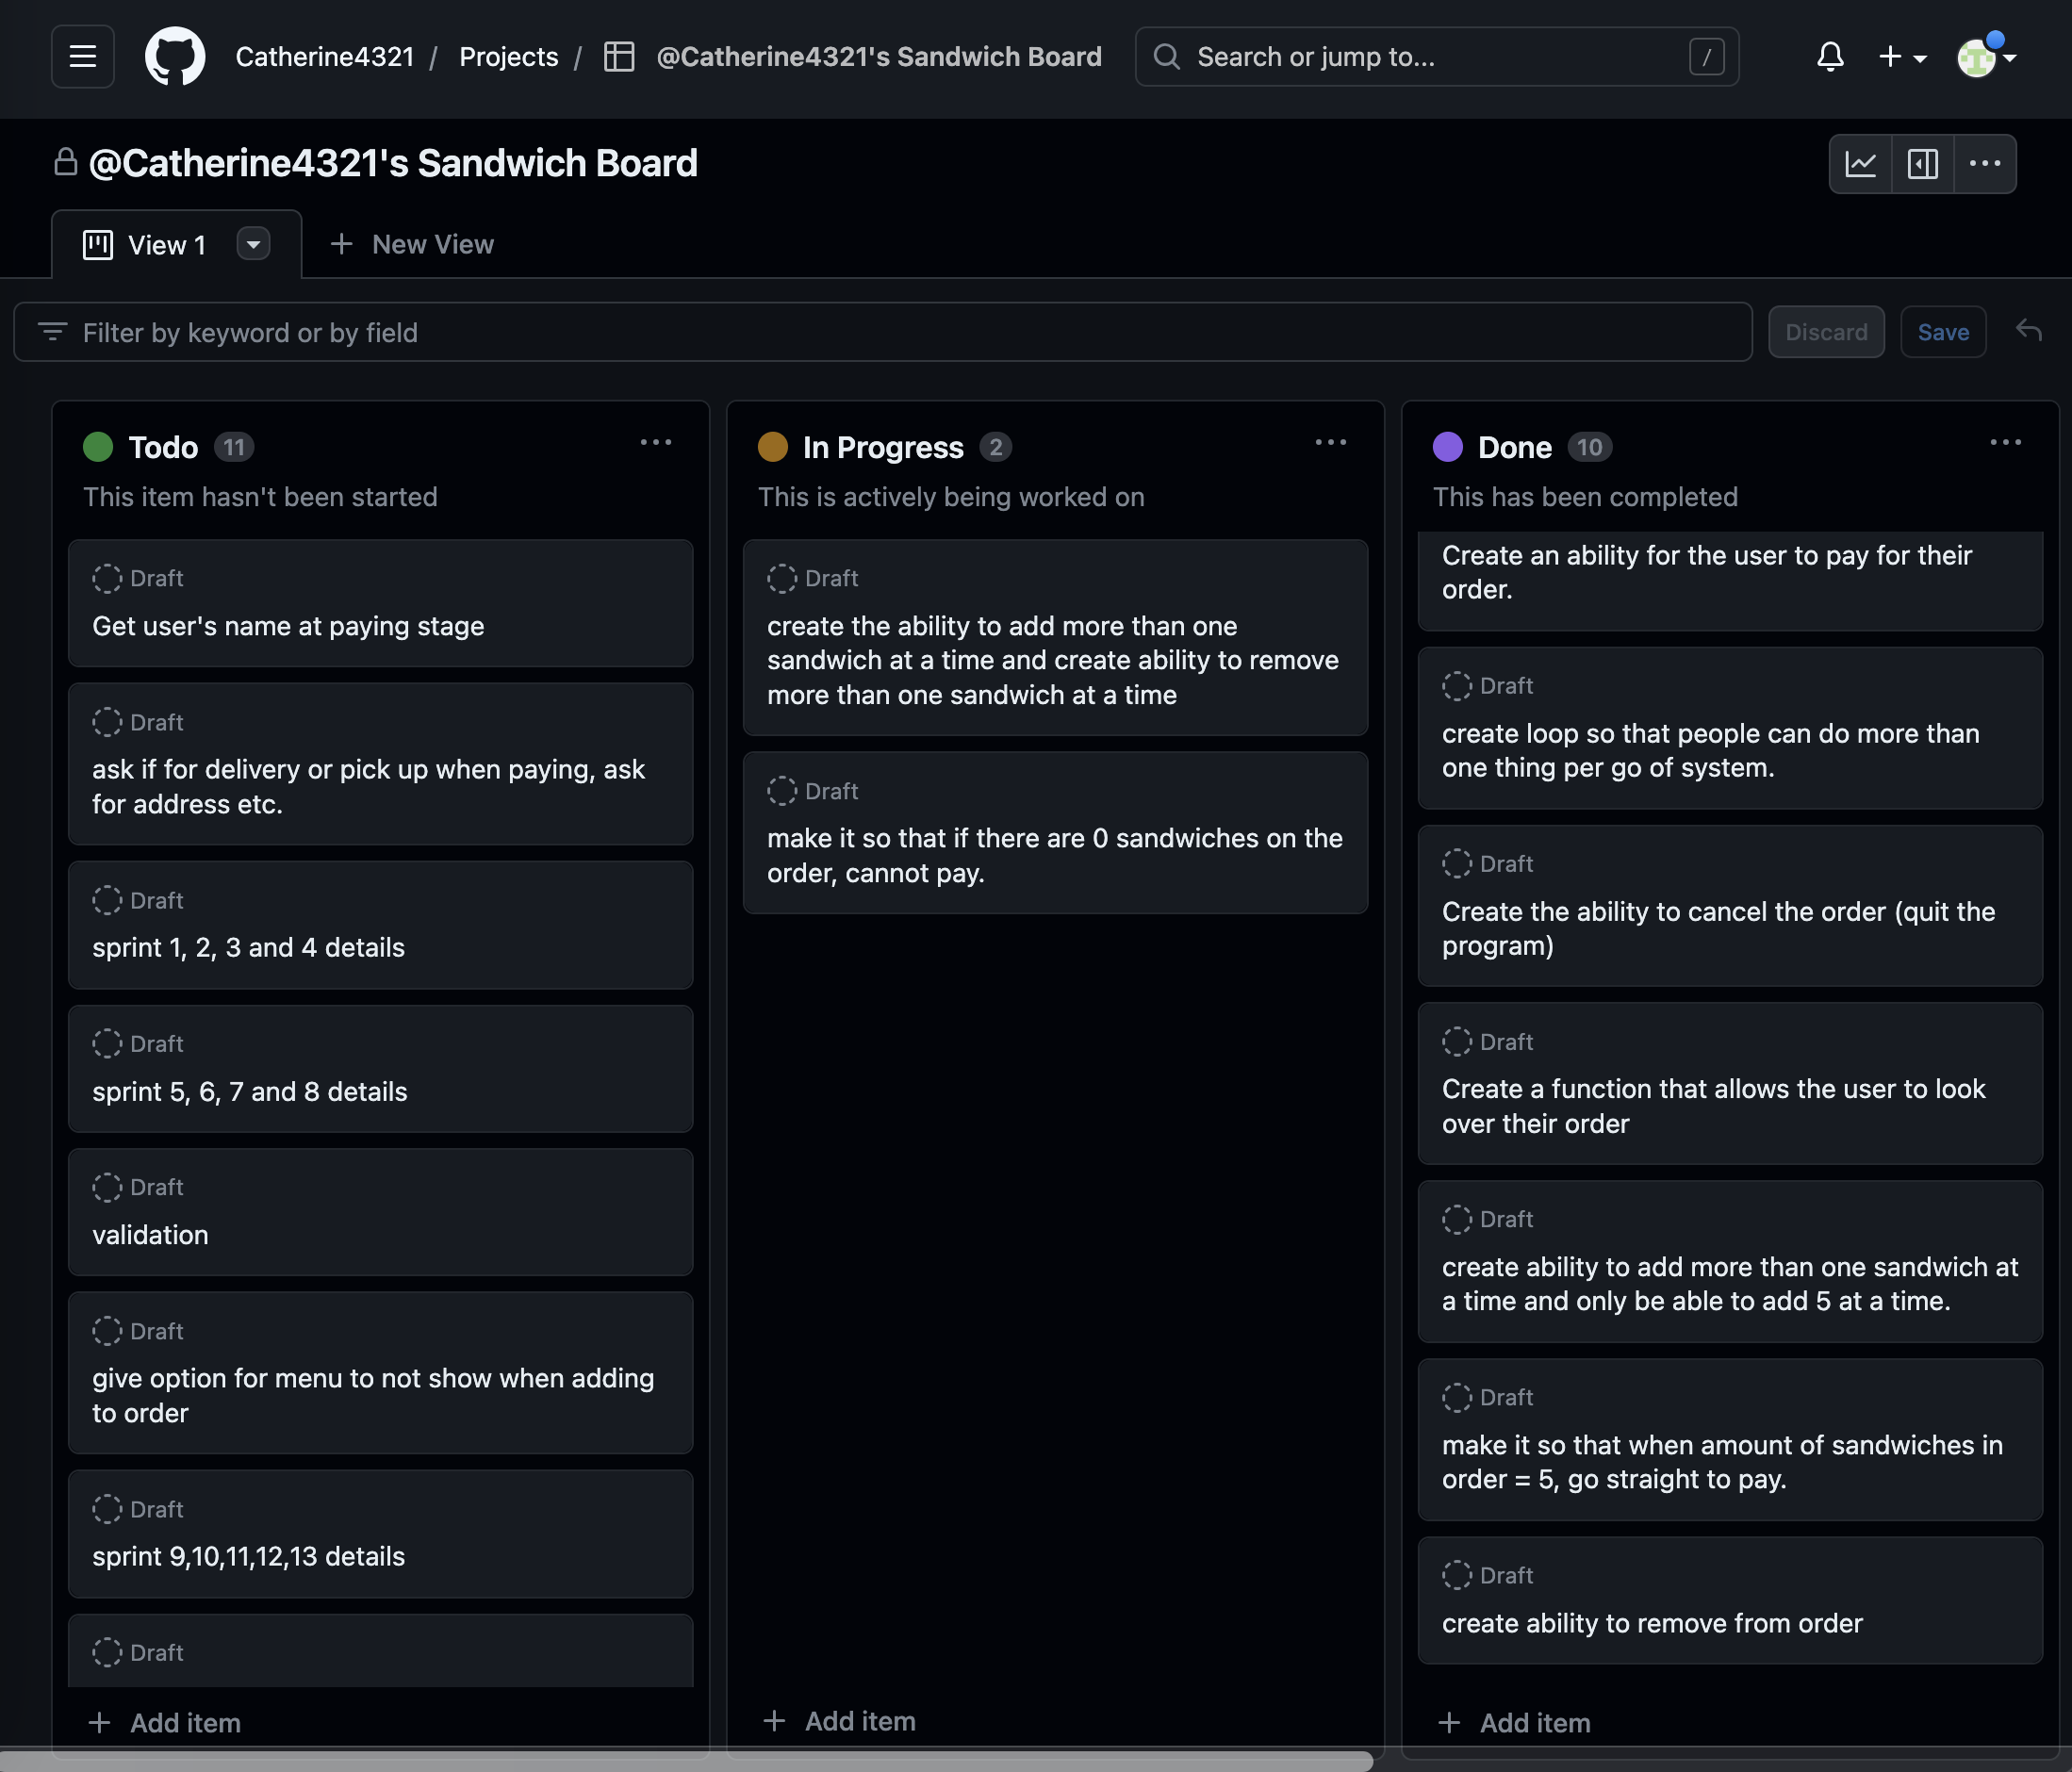 Catherine4321 / Projects / @Catherine4321's Sandwich Board
Search or jump to...
/
@Catherine4321's Sandwich Board
View 1
New View
Filter by keyword or by field
Discard
Save
Todo 11
This item hasn't been started
Draft
Get user's name at paying stage
Draft
ask if for delivery or pick up when paying, ask
for address etc.
Draft
sprint 1, 2, 3 and 4 details
Draft
sprint 5, 6, 7 and 8 details
Draft
validation
Draft
give option for menu to not show when adding
to order
Draft
sprint 9,10,11,12,13 details
Draft
+ Add item
In Progress 2
This is actively being worked on
Draft
create the ability to add more than one
sandwich at a time and create ability to remove
more than one sandwich at a time
Draft
make it so that if there are 0 sandwiches on the
order, cannot pay.
+ Add item
Done 10
This has been completed
Create an ability for the user to pay for their
order.
Draft
create loop so that people can do more than
one thing per go of system.
Draft
Create the ability to cancel the order (quit the
program)
Draft
Create a function that allows the user to look
over their order
Draft
create ability to add more than one sandwich at
a time and only be able to add 5 at a time.
Draft
make it so that when amount of sandwiches in
order = 5, go straight to pay.
Draft
create ability to remove from order
+ Add item